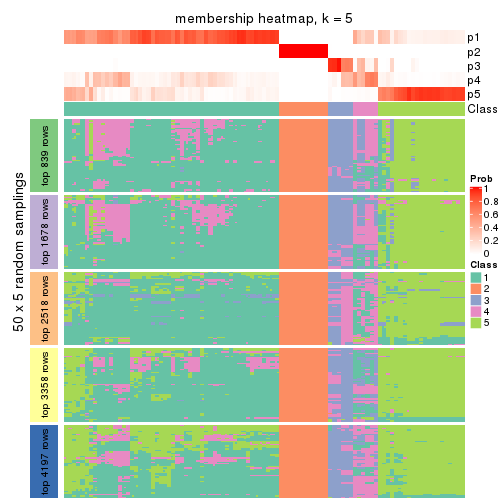 membership heatmap, k = 5
p1
p2
p3
p4
p5
Class
50 x 5 random samplings
top 839 rows
top 1678 rows
top 2518 rows
top 3358 rows
top 4197 rows
Prob
1
0.8
0.6
0.4
0.2
0
Class
1
2
3
4
5